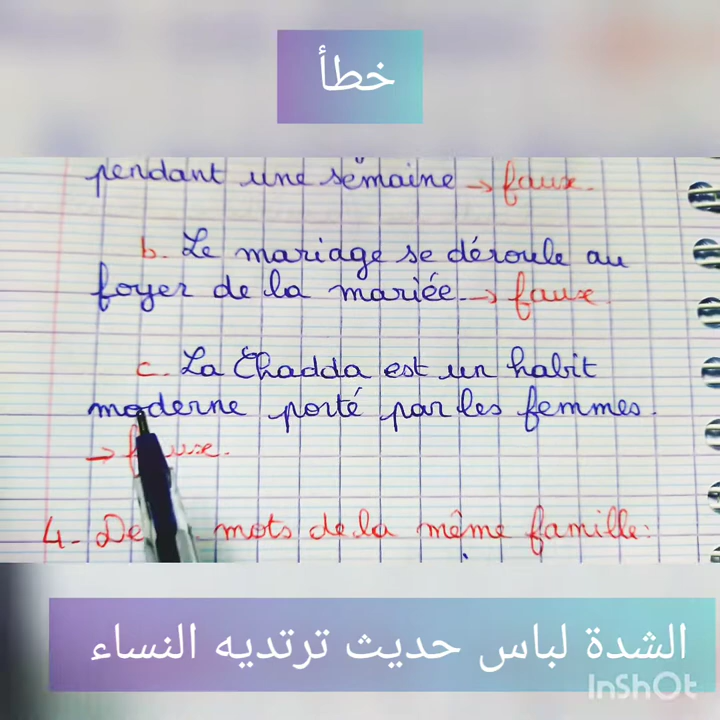 خطأ
pendant une semaine → faux.
b. Le mariage se déroule au
foyer de la mariée. → faux.
c. La Chadda est un habit
moderne porté par les femmes.
→ faux.
4. De mots de la même famille:
الشدة لباس حديث ترتديه النساء
InShOt